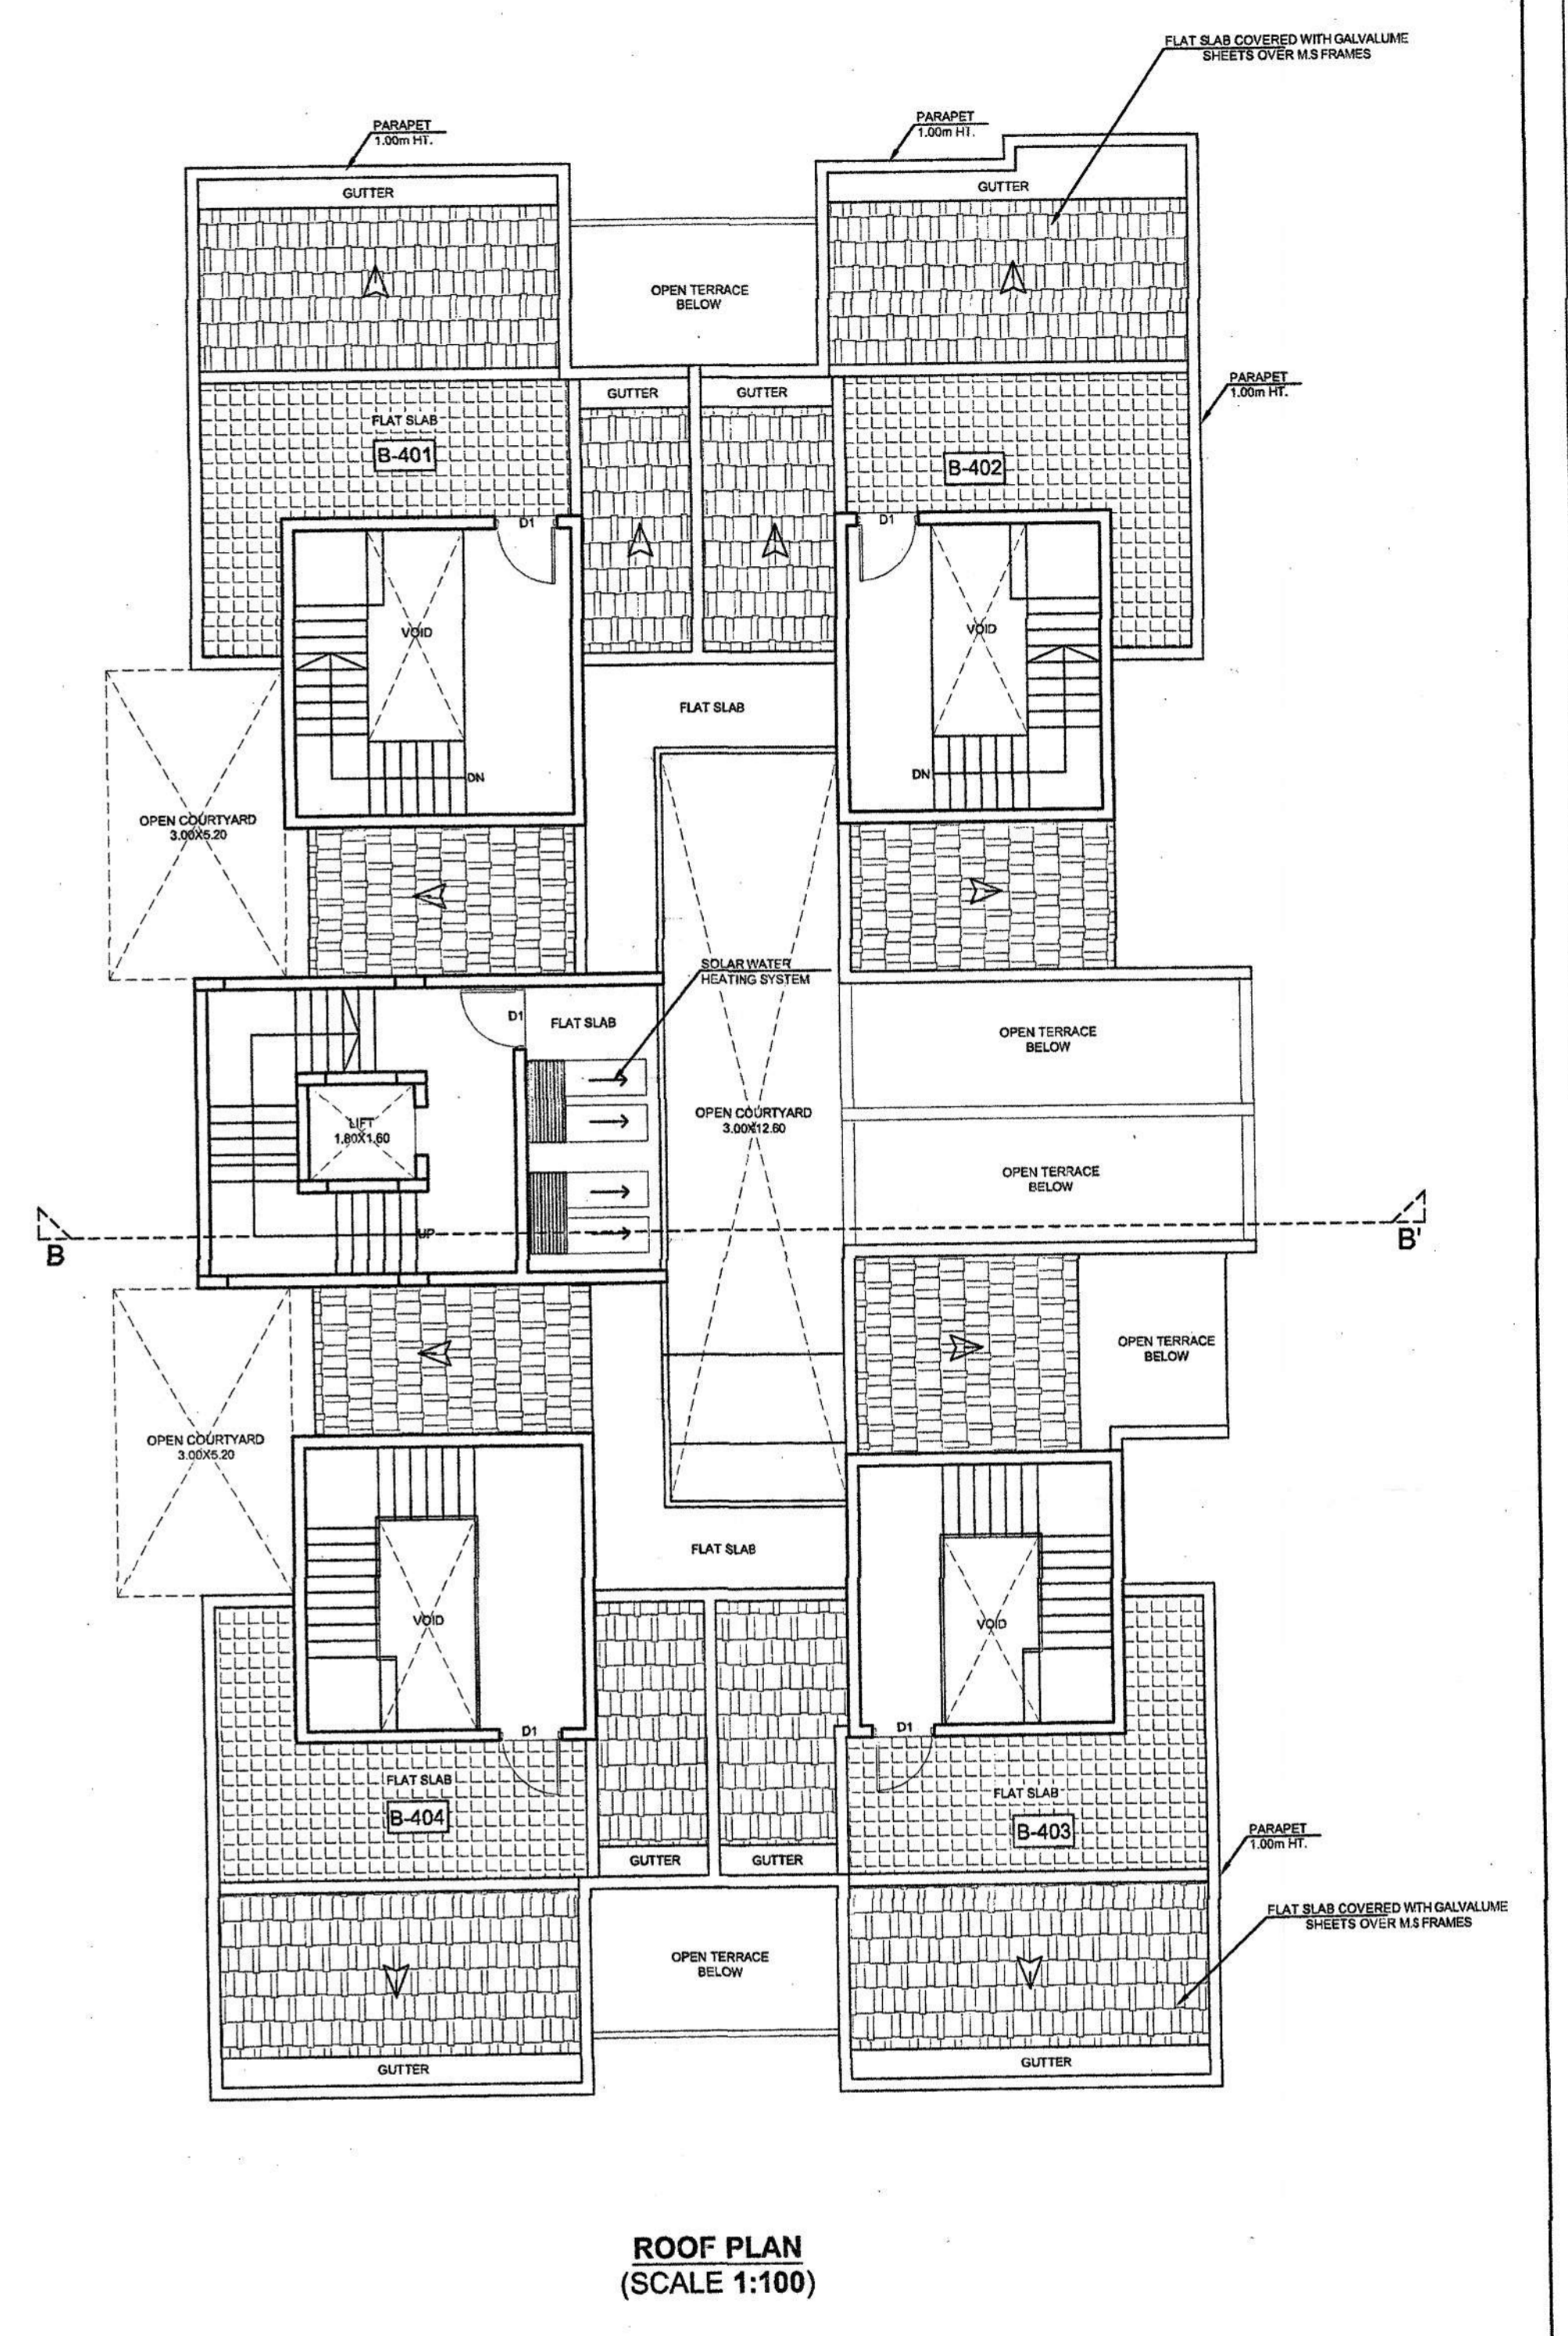 FLAT SLAB COVERED WITH GALVALUME
SHEETS OVER M.S FRAMES
PARAPET
1.00m HT.
PARAPET
1.00m HT.
GUTTER
GUTTER
OPEN TERRACE
BELOW
PARAPET
1.00m HT.
GUTTER
GUTTER
FLAT SLAB
B-401
B-402
D1
D1
VOID
VOID
FLAT SLAB
DN
DN
OPEN COURTYARD
3.00X5.20
SOLAR WATER
HEATING SYSTEM
D1
FLAT SLAB
OPEN TERRACE
BELOW
LIFT
1.80X1.60
OPEN COURTYARD
3.00X12.60
OPEN TERRACE
BELOW
UP
B
B'
OPEN TERRACE
BELOW
OPEN COURTYARD
3.00X5.20
FLAT SLAB
VOID
VOID
D1
D1
FLAT SLAB
B-404
FLAT SLAB
B-403
PARAPET
1.00m HT.
GUTTER
GUTTER
FLAT SLAB COVERED WTH GALVALUME
SHEETS OVER M.S FRAMES
OPEN TERRACE
BELOW
GUTTER
GUTTER
ROOF PLAN
(SCALE 1:100)